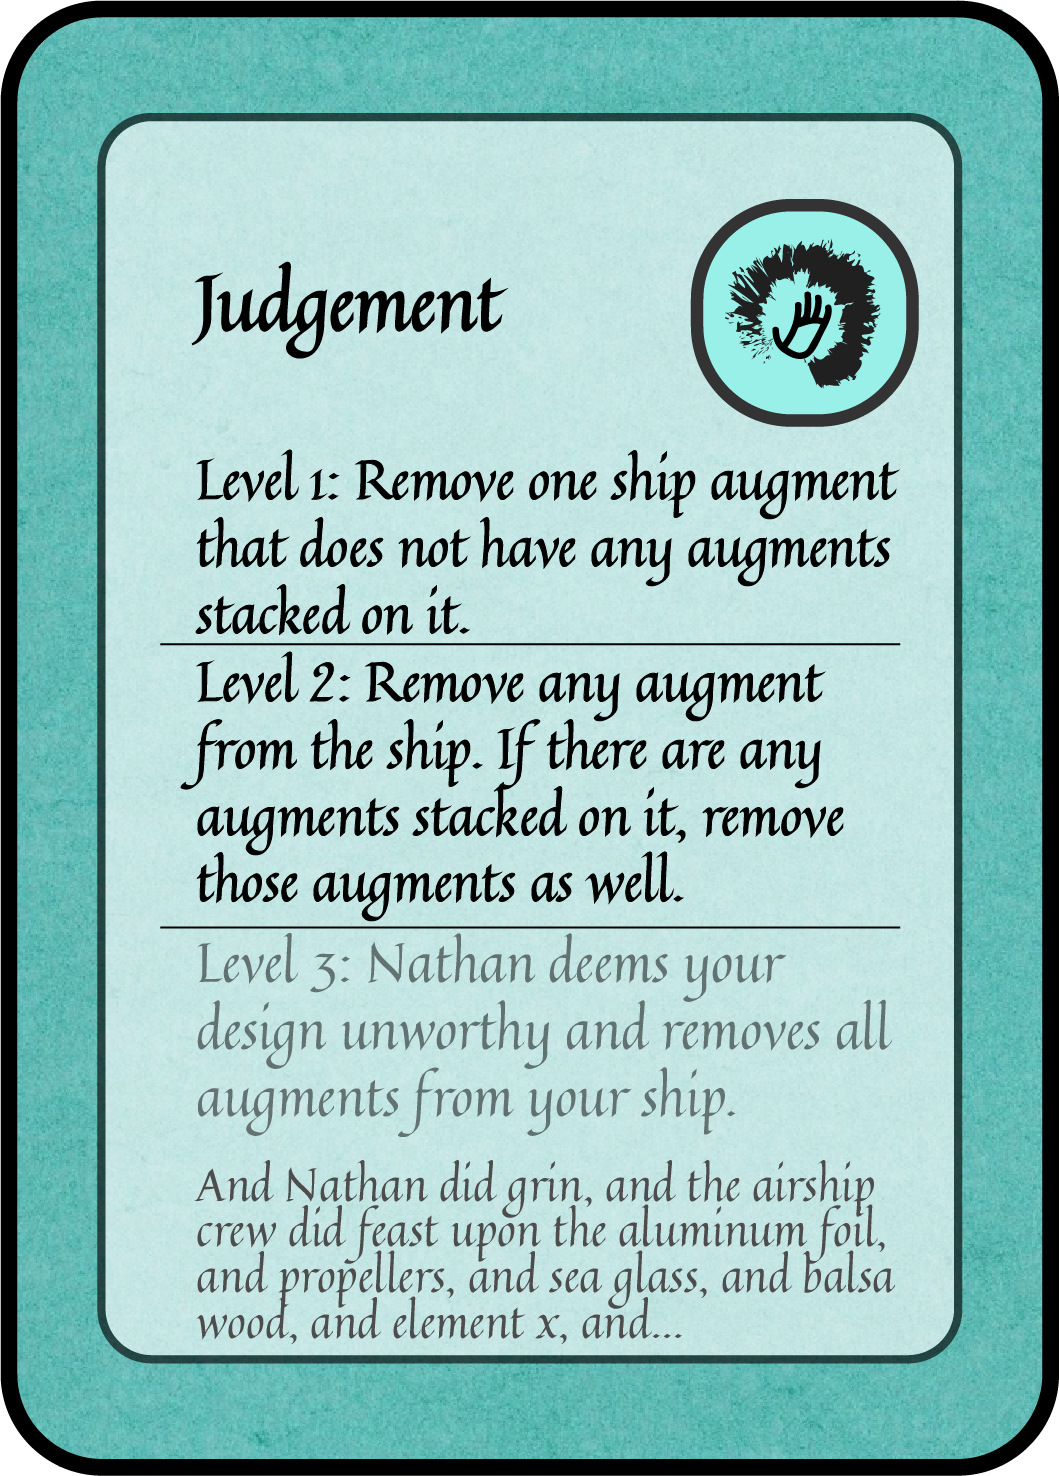 Judgement
Level 1: Remove one ship augment
that does not have any augments
stacked on it.
Level 2: Remove any augment
from the ship. If there are any
augments stacked on it, remove
those augments as well.
Level 3: Nathan deems your
design unworthy and removes all
augments from your ship.
And Nathan did grin, and the airship
crew did feast upon the aluminum foil,
and propellers, and sea glass, and balsa
wood, and element x, and...